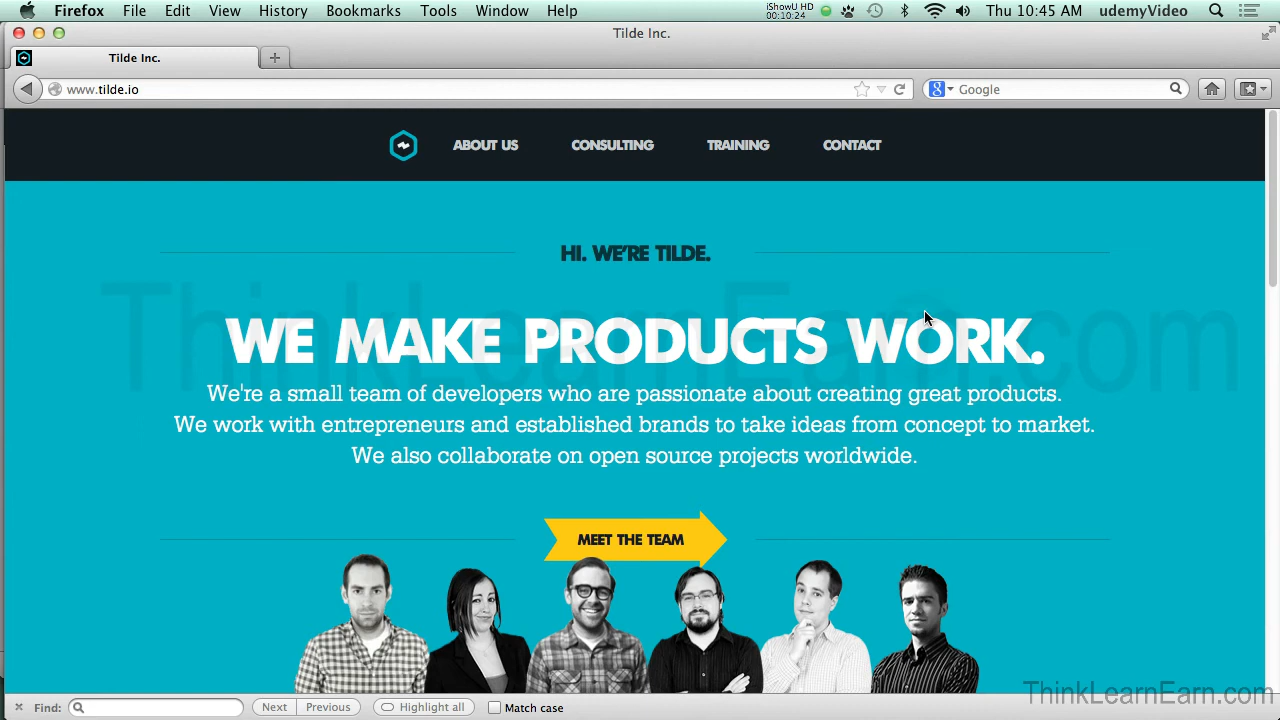 Firefox File Edit View History Bookmarks Tools Window Help iShowU HD 00:10:24 Thu 10:45 AM udemyVideo
Tilde Inc.
Tilde Inc.
www.tilde.io Google
ABOUT US CONSULTING TRAINING CONTACT
HI. WE'RE TILDE.
ThinkLearnEarn.com
WE MAKE PRODUCTS WORK.
We're a small team of developers who are passionate about creating great products.
We work with entrepreneurs and established brands to take ideas from concept to market.
We also collaborate on open source projects worldwide.
MEET THE TEAM
ThinkLearnEarn.com
Find: Next Previous Highlight all Match case